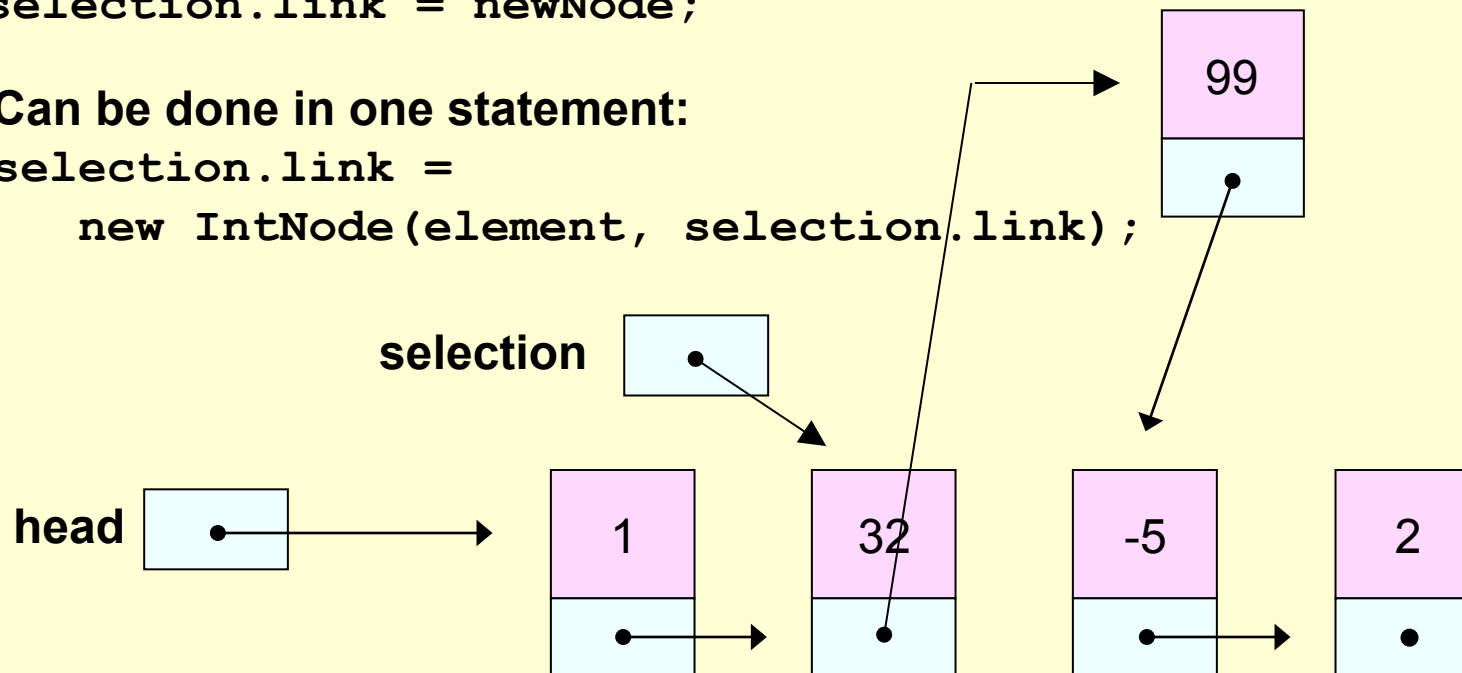 selection.link = newNode;
Can be done in one statement:
selection.link =
new IntNode(element, selection.link);
99
selection
head
1
32
-5
2